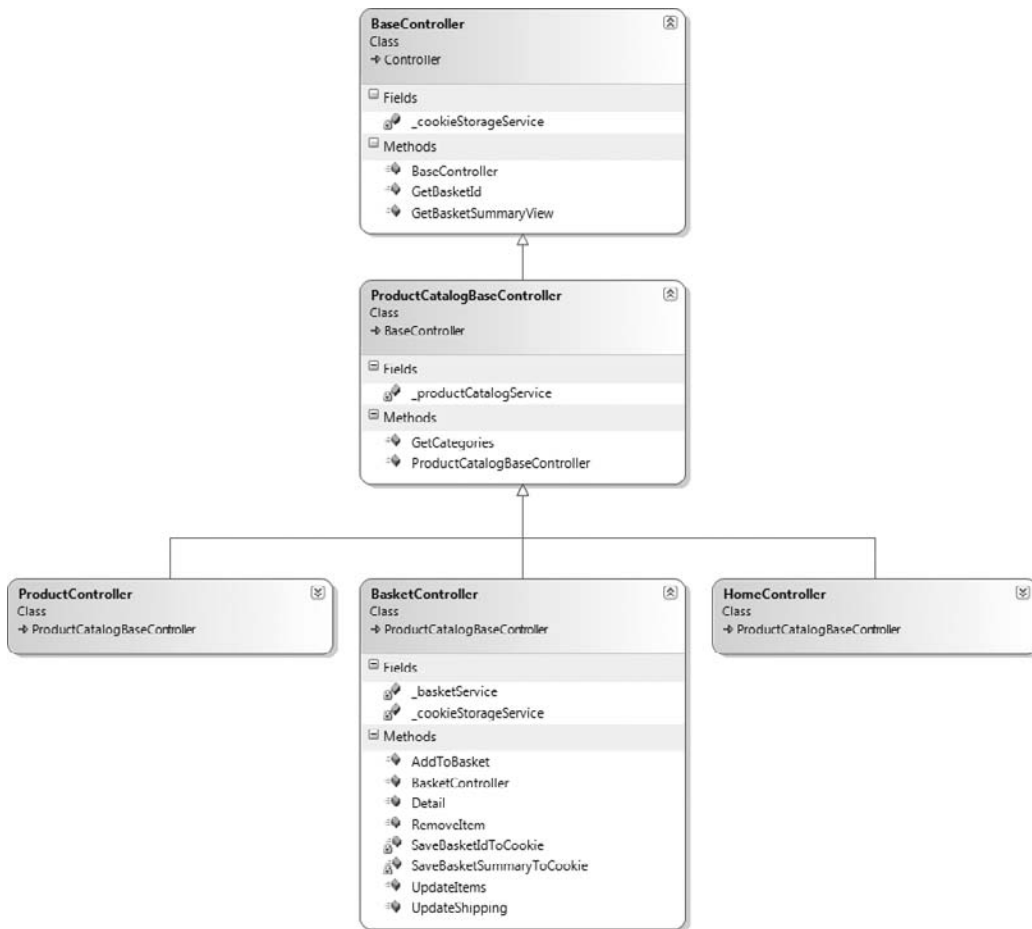 BaseController
Class
Controller
Fields
_cookieStorageService
Methods
BaseController
GetBasketId
GetBasketSummaryView
ProductCatalogBaseController
Class
BaseController
Fields
_productCatalogService
Methods
GetCategories
ProductCatalogBaseController
ProductController
Class
ProductCatalogBaseController
BasketController
Class
ProductCatalogBaseController
Fields
_basketService
_cookieStorageService
Methods
AddToBasket
BasketController
Detail
RemoveItem
SaveBasketIdToCookie
SaveBasketSummaryToCookie
UpdateItems
UpdateShipping
HomeController
Class
ProductCatalogBaseController